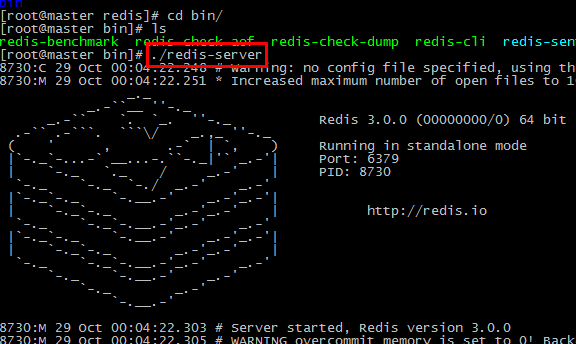 bin
[root@master redis]# cd bin/
[root@master bin]# ls
redis-benchmark redis-check-aof redis-check-dump redis-cli redis-sen
[root@master bin]# ./redis-server
8730:C 29 Oct 00:04:22.248 # Warning: no config file specified, using th
8730:M 29 Oct 00:04:22.251 * Increased maximum number of open files to 1
Redis 3.0.0 (00000000/0) 64 bit
Running in standalone mode
Port: 6379
PID: 8730
http://redis.io
8730:M 29 Oct 00:04:22.303 # Server started, Redis version 3.0.0
8730:M 29 Oct 00:04:22.305 # WARNING overcommit_memory is set to 0! Back